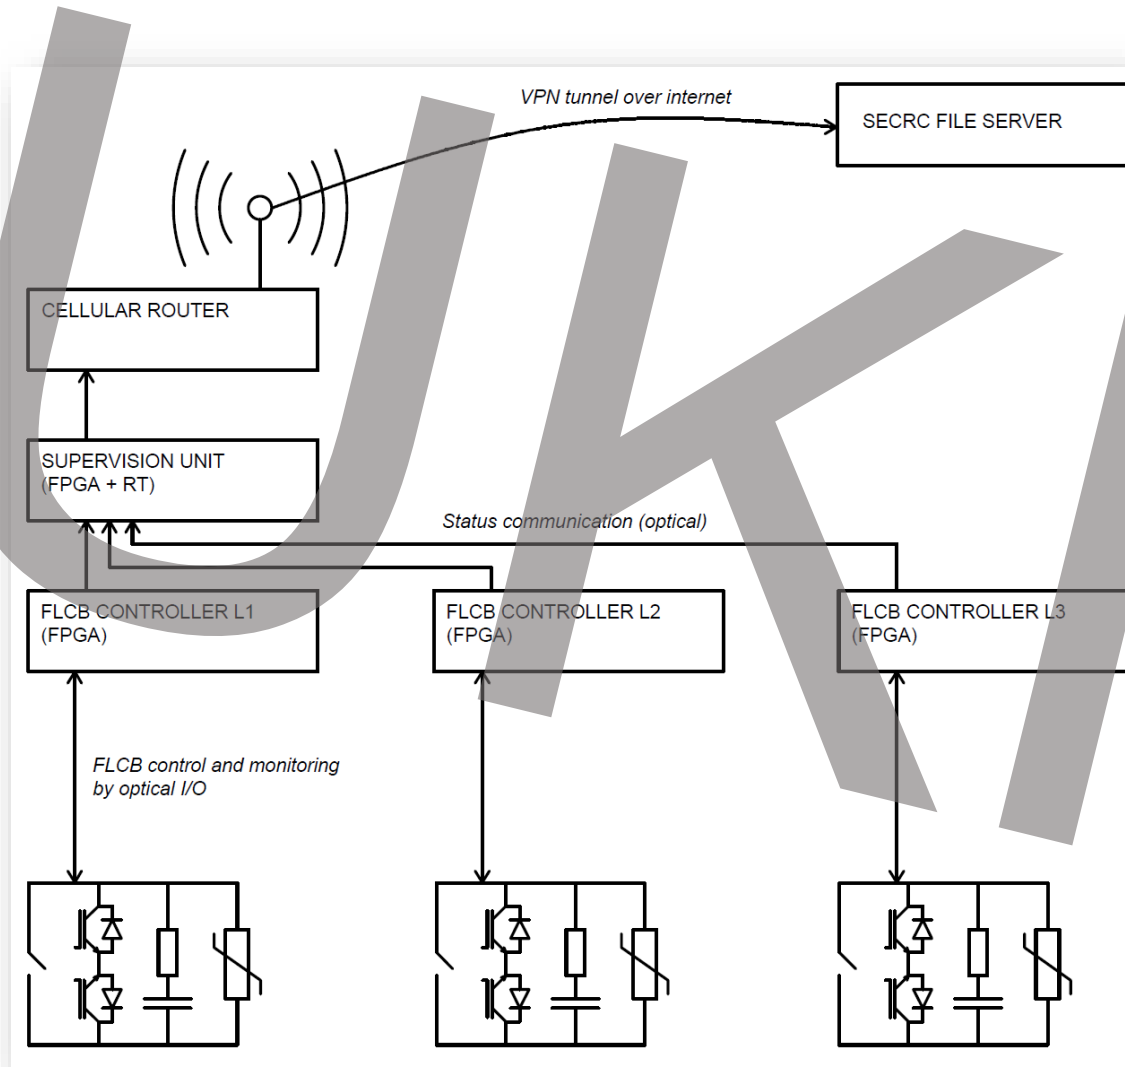 VPN tunnel over internet
SECRC FILE SERVER
CELLULAR ROUTER
SUPERVISION UNIT
(FPGA + RT)
Status communication (optical)
FLCB CONTROLLER L1
(FPGA)
FLCB CONTROLLER L2
(FPGA)
FLCB CONTROLLER L3
(FPGA)
FLCB control and monitoring
by optical I/O